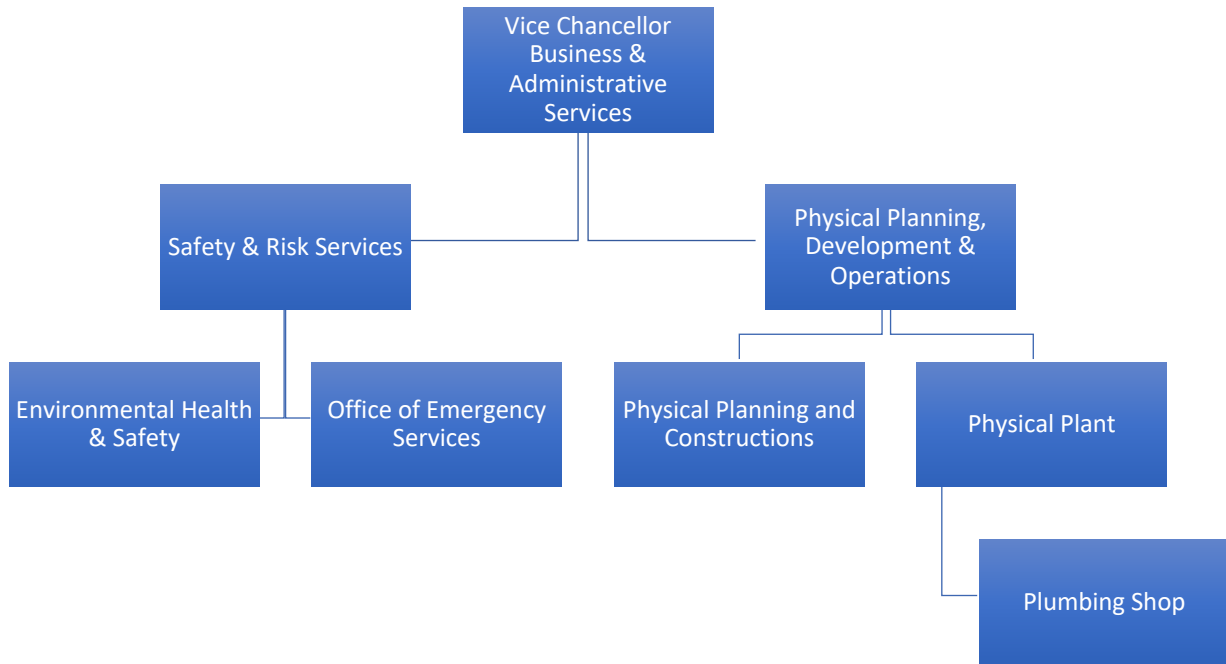 Vice Chancellor
Business &
Administrative
Services
Safety & Risk Services
Physical Planning,
Development &
Operations
Environmental Health
& Safety
Office of Emergency
Services
Physical Planning and
Constructions
Physical Plant
Plumbing Shop